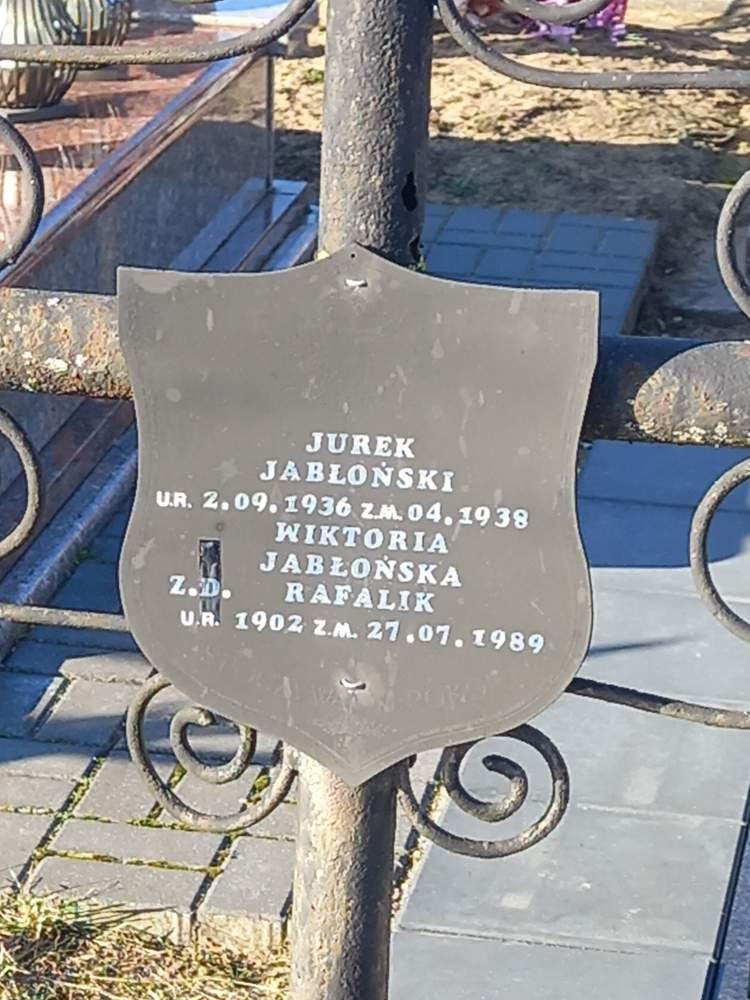 JUREK
JABŁOŃSKI
U.R. 2.09.1936 Z.M. 04.1938
WIKTORIA
JABŁOŃSKA
Z.D. RAFALIK
U.R. 1902 Z.M. 27.07.1989